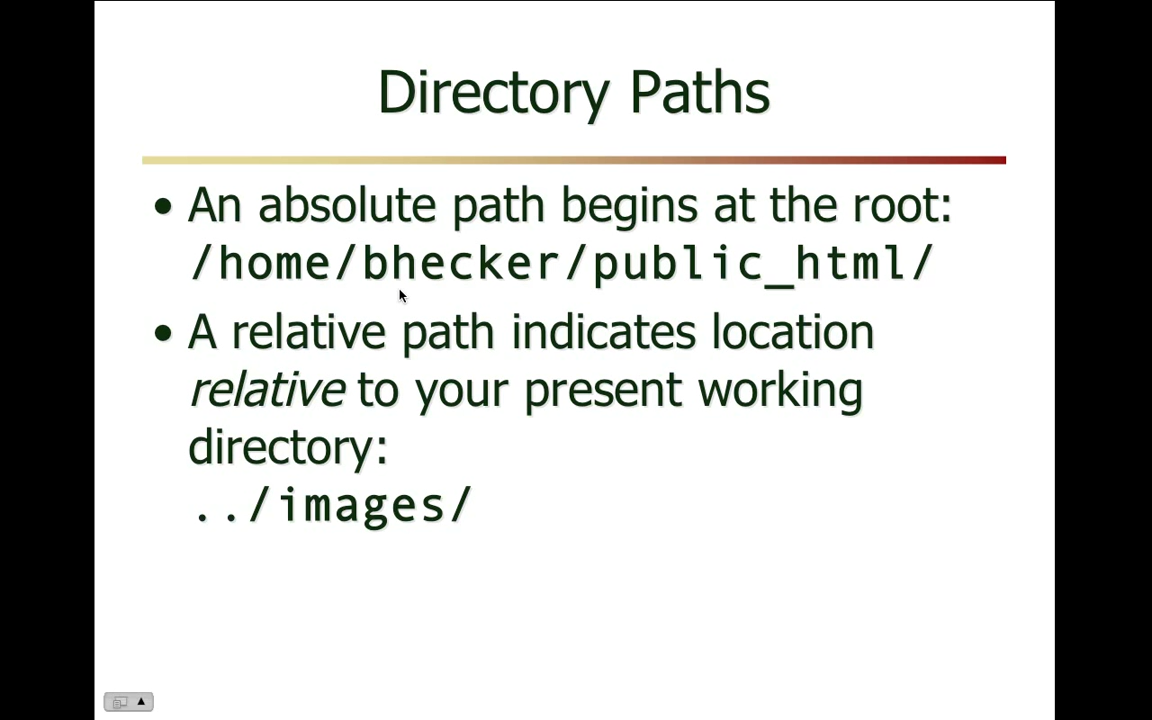 Directory Paths
• An absolute path begins at the root:
/home/bhecker/public_html/
• A relative path indicates location
relative to your present working
directory:
../images/